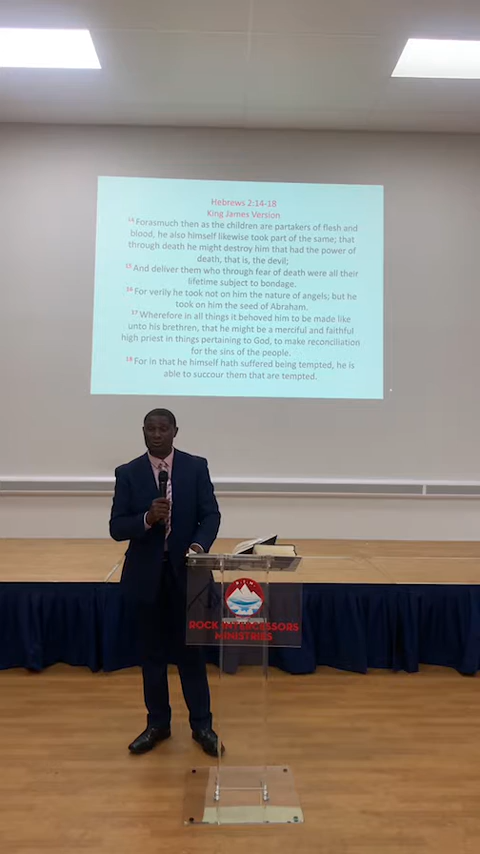 Hebrews 2:14-18
King James Version
14 Forasmuch then as the children are partakers of flesh and
blood, he also himself likewise took part of the same; that
through death he might destroy him that had the power of
death, that is, the devil;
15 And deliver them who through fear of death were all their
lifetime subject to bondage.
16 For verily he took not on him the nature of angels; but he
took on him the seed of Abraham.
17 Wherefore in all things it behoved him to be made like
unto his brethren, that he might be a merciful and faithful
high priest in things pertaining to God, to make reconciliation
for the sins of the people.
18 For in that he himself hath suffered being tempted, he is
able to succour them that are tempted.
ROCK INTERCESSORS
MINISTRIES